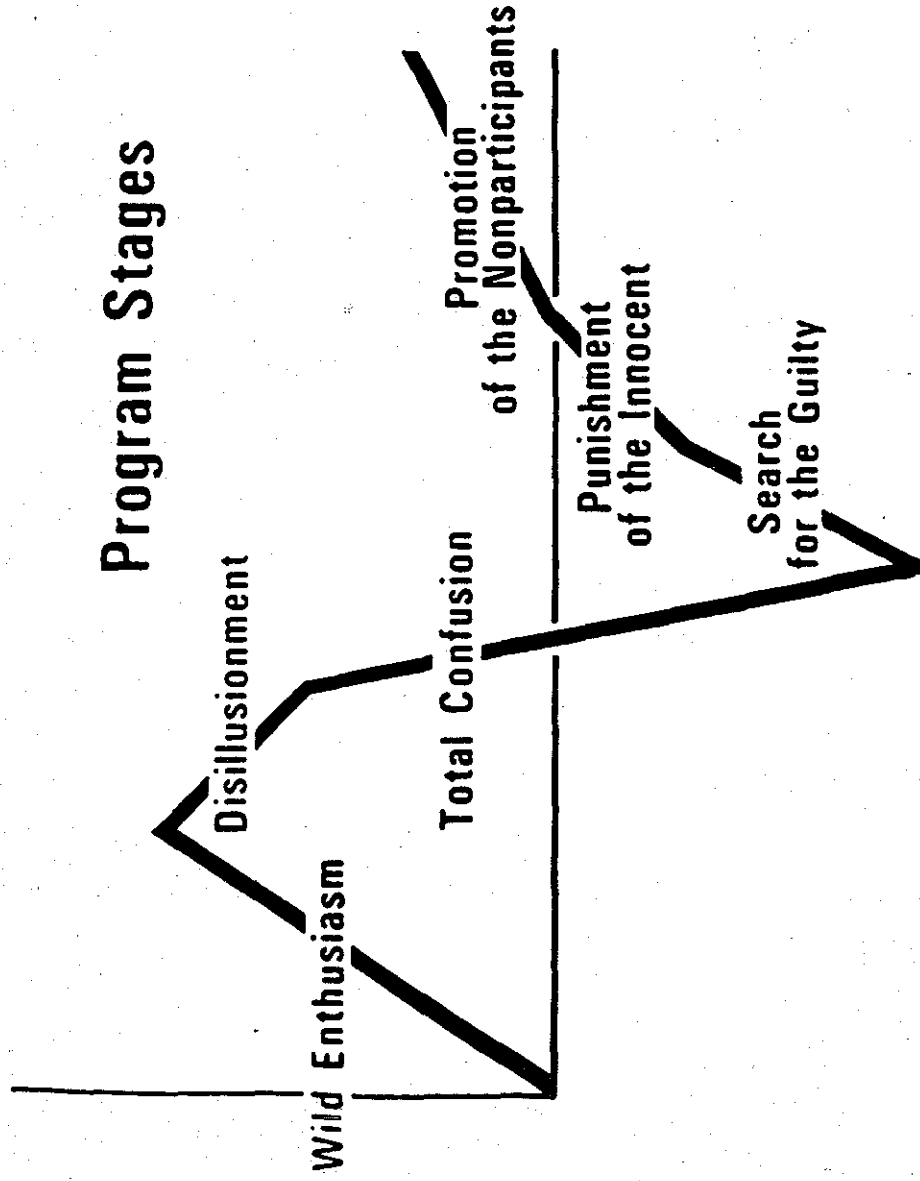 Program Stages
Wild Enthusiasm
Disillusionment
Total Confusion
Search
for the Guilty
Punishment
of the Innocent
Promotion
of the Nonparticipants